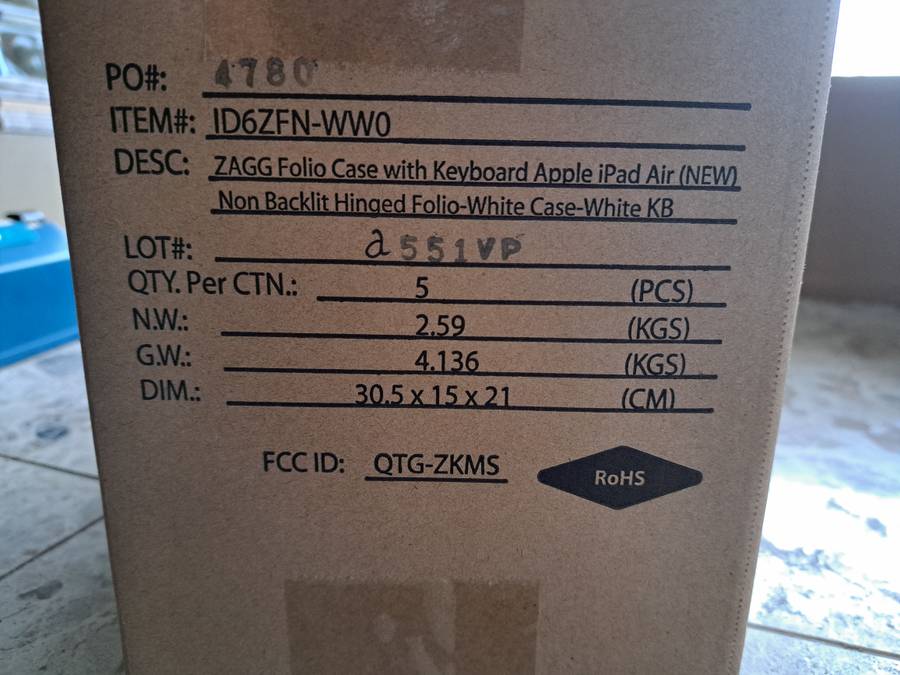 PO#: 4780
ITEM#: ID6ZFN-WW0
DESC: ZAGG Folio Case with Keyboard Apple iPad Air (NEW)
Non Backlit Hinged Folio-White Case-White KB
LOT#: a551VP
QTY. Per CTN.: 5 (PCS)
N.W.: 2.59 (KGS)
G.W.: 4.136 (KGS)
DIM.: 30.5 x 15 x 21 (CM)
FCC ID: QTG-ZKMS RoHS